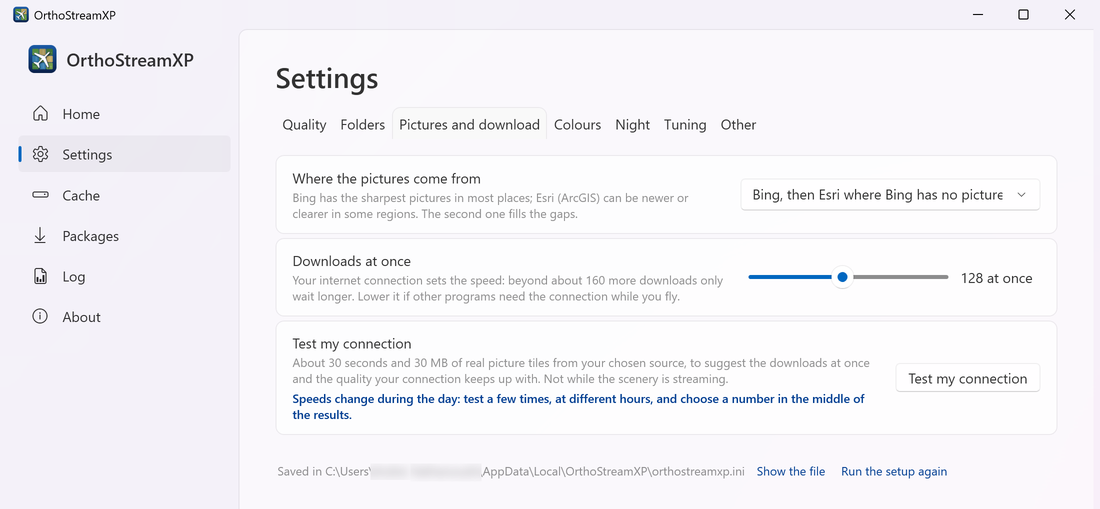 OrthoStreamXP
OrthoStreamXP
Home
Settings
Cache
Packages
Log
About
Settings
Quality Folders Pictures and download Colours Night Tuning Other
Where the pictures come from
Bing has the sharpest pictures in most places; Esri (ArcGIS) can be newer or
clearer in some regions. The second one fills the gaps.
Bing, then Esri where Bing has no picture
Downloads at once
Your internet connection sets the speed: beyond about 160 more downloads only
wait longer. Lower it if other programs need the connection while you fly.
128 at once
Test my connection
About 30 seconds and 30 MB of real picture tiles from your chosen source, to suggest the downloads at once
and the quality your connection keeps up with. Not while the scenery is streaming.
Speeds change during the day: test a few times, at different hours, and choose a number in the middle of
the results.
Test my connection
Saved in C:\Users\ AppData\Local\OrthoStreamXP\orthostreamxp.ini Show the file Run the setup again